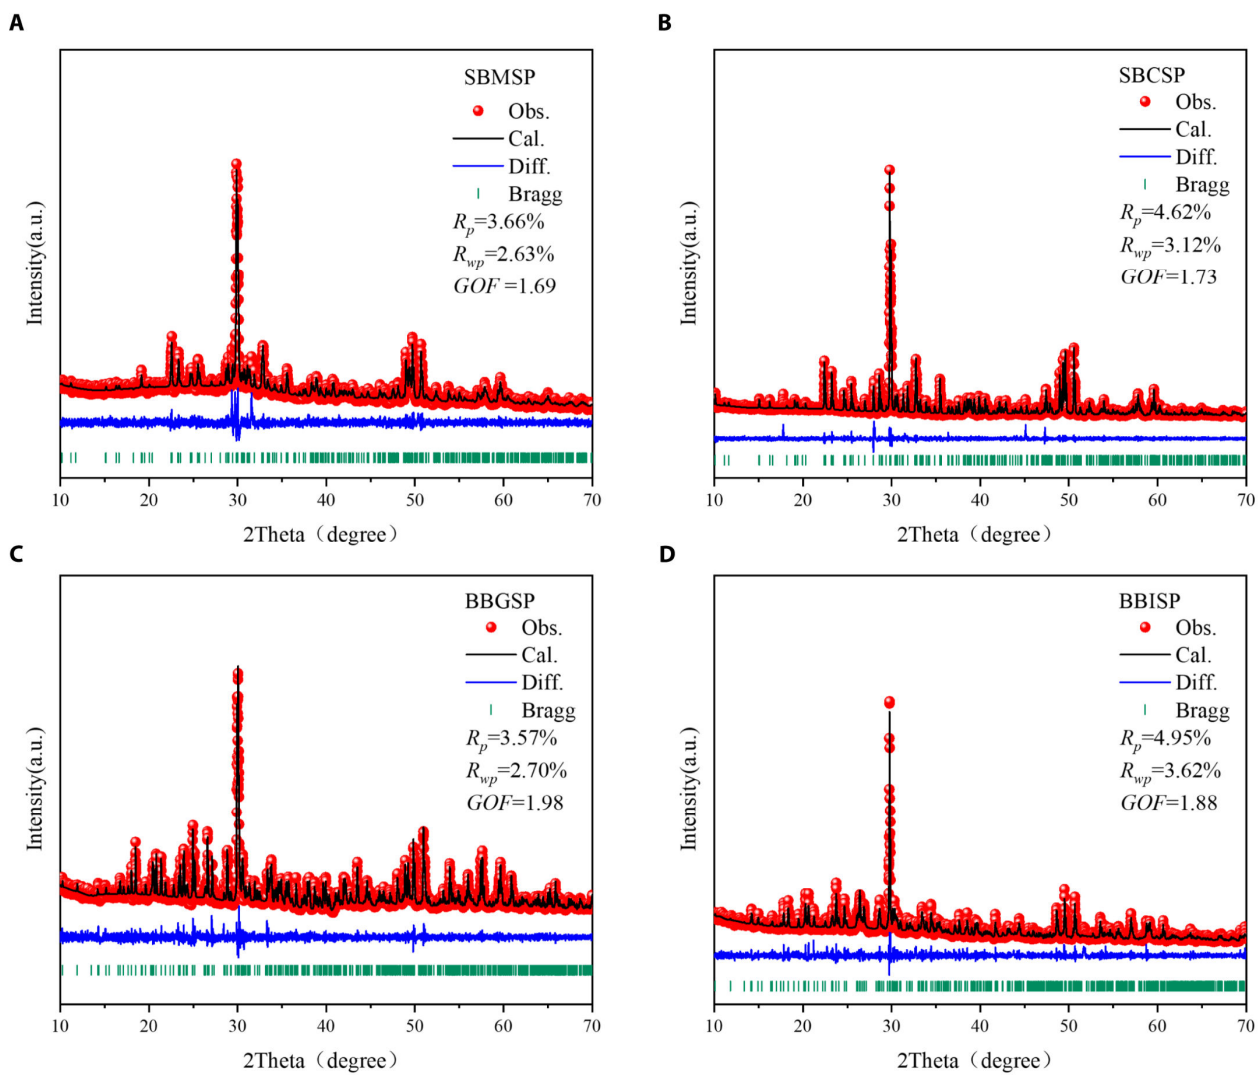 A
SBMSP
Obs.
Cal.
Diff.
Bragg
Rp=3.66%
Rwp=2.63%
GOF =1.69
Intensity(a.u.)
10 20 30 40 50 60 70
2Theta（degree）
B
SBCSP
Obs.
Cal.
Diff.
Bragg
Rp=4.62%
Rwp=3.12%
GOF=1.73
Intensity(a.u.)
10 20 30 40 50 60 70
2Theta（degree）
C
BBGSP
Obs.
Cal.
Diff.
Bragg
Rp=3.57%
Rwp=2.70%
GOF=1.98
Intensity(a.u.)
10 20 30 40 50 60 70
2Theta（degree）
D
BBISP
Obs.
Cal.
Diff.
Bragg
Rp=4.95%
Rwp=3.62%
GOF=1.88
Intensity(a.u.)
10 20 30 40 50 60 70
2Theta（degree）